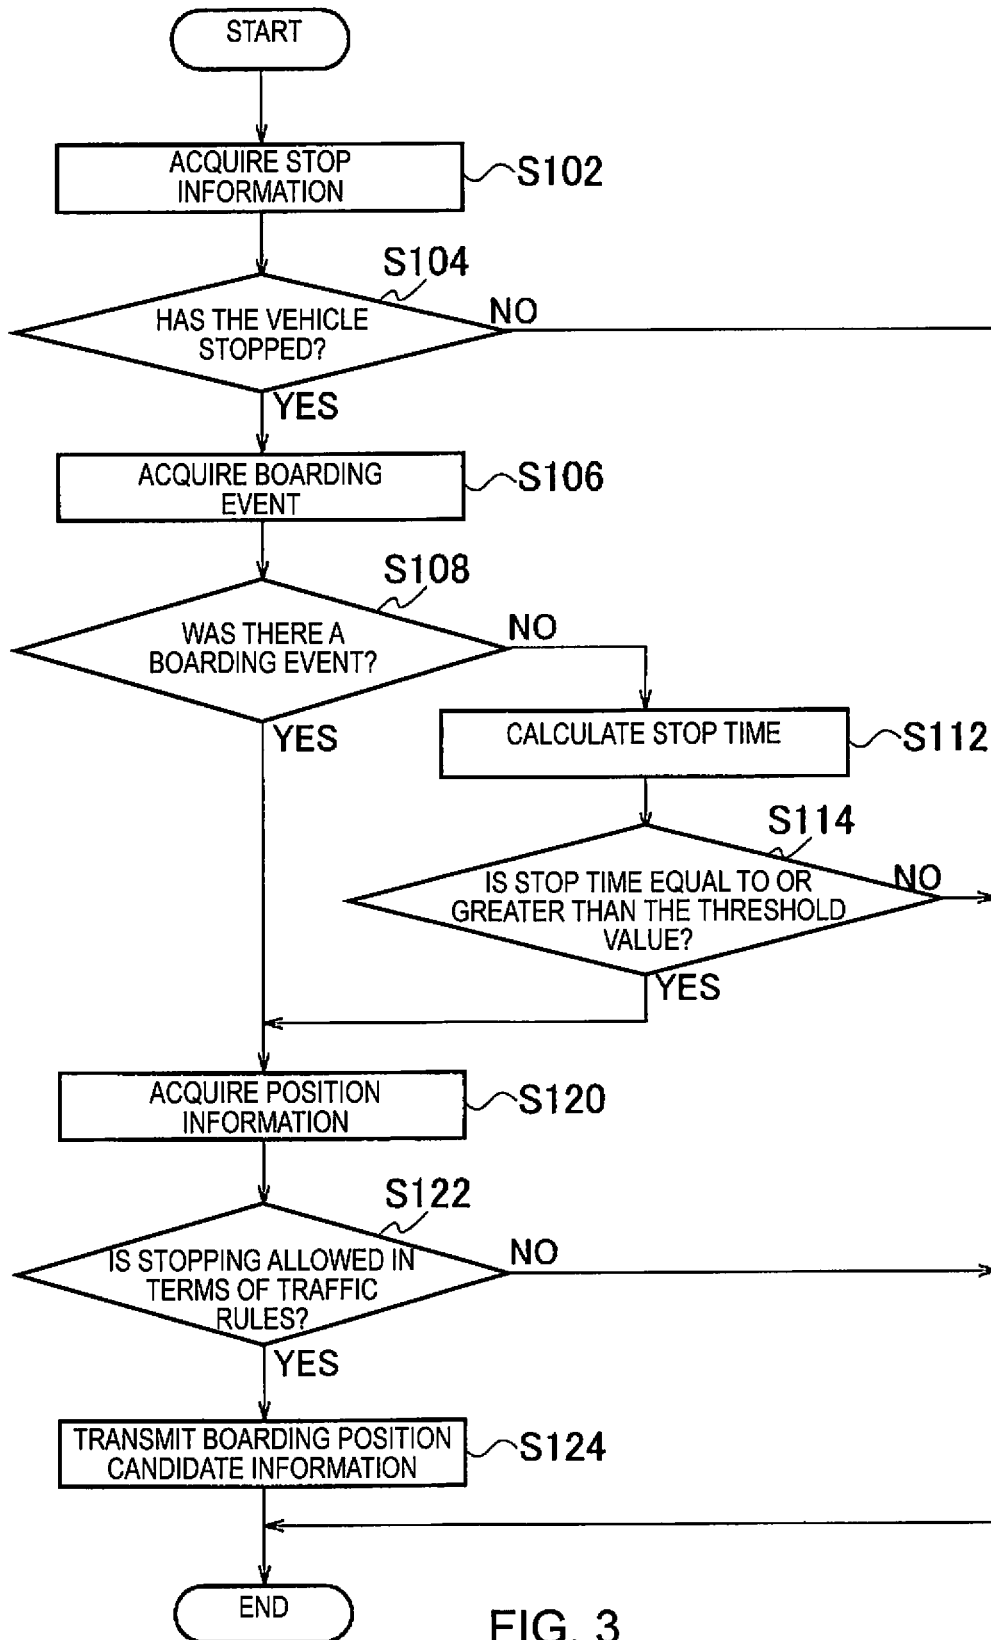 START
ACQUIRE STOP
INFORMATION
S102
S104
HAS THE VEHICLE
STOPPED?
NO
YES
ACQUIRE BOARDING
EVENT
S106
S108
WAS THERE A
BOARDING EVENT?
NO
YES
CALCULATE STOP TIME
S112
S114
IS STOP TIME EQUAL TO OR
GREATER THAN THE THRESHOLD
VALUE?
NO
YES
ACQUIRE POSITION
INFORMATION
S120
S122
IS STOPPING ALLOWED IN
TERMS OF TRAFFIC
RULES?
NO
YES
TRANSMIT BOARDING POSITION
CANDIDATE INFORMATION
S124
END
FIG. 3